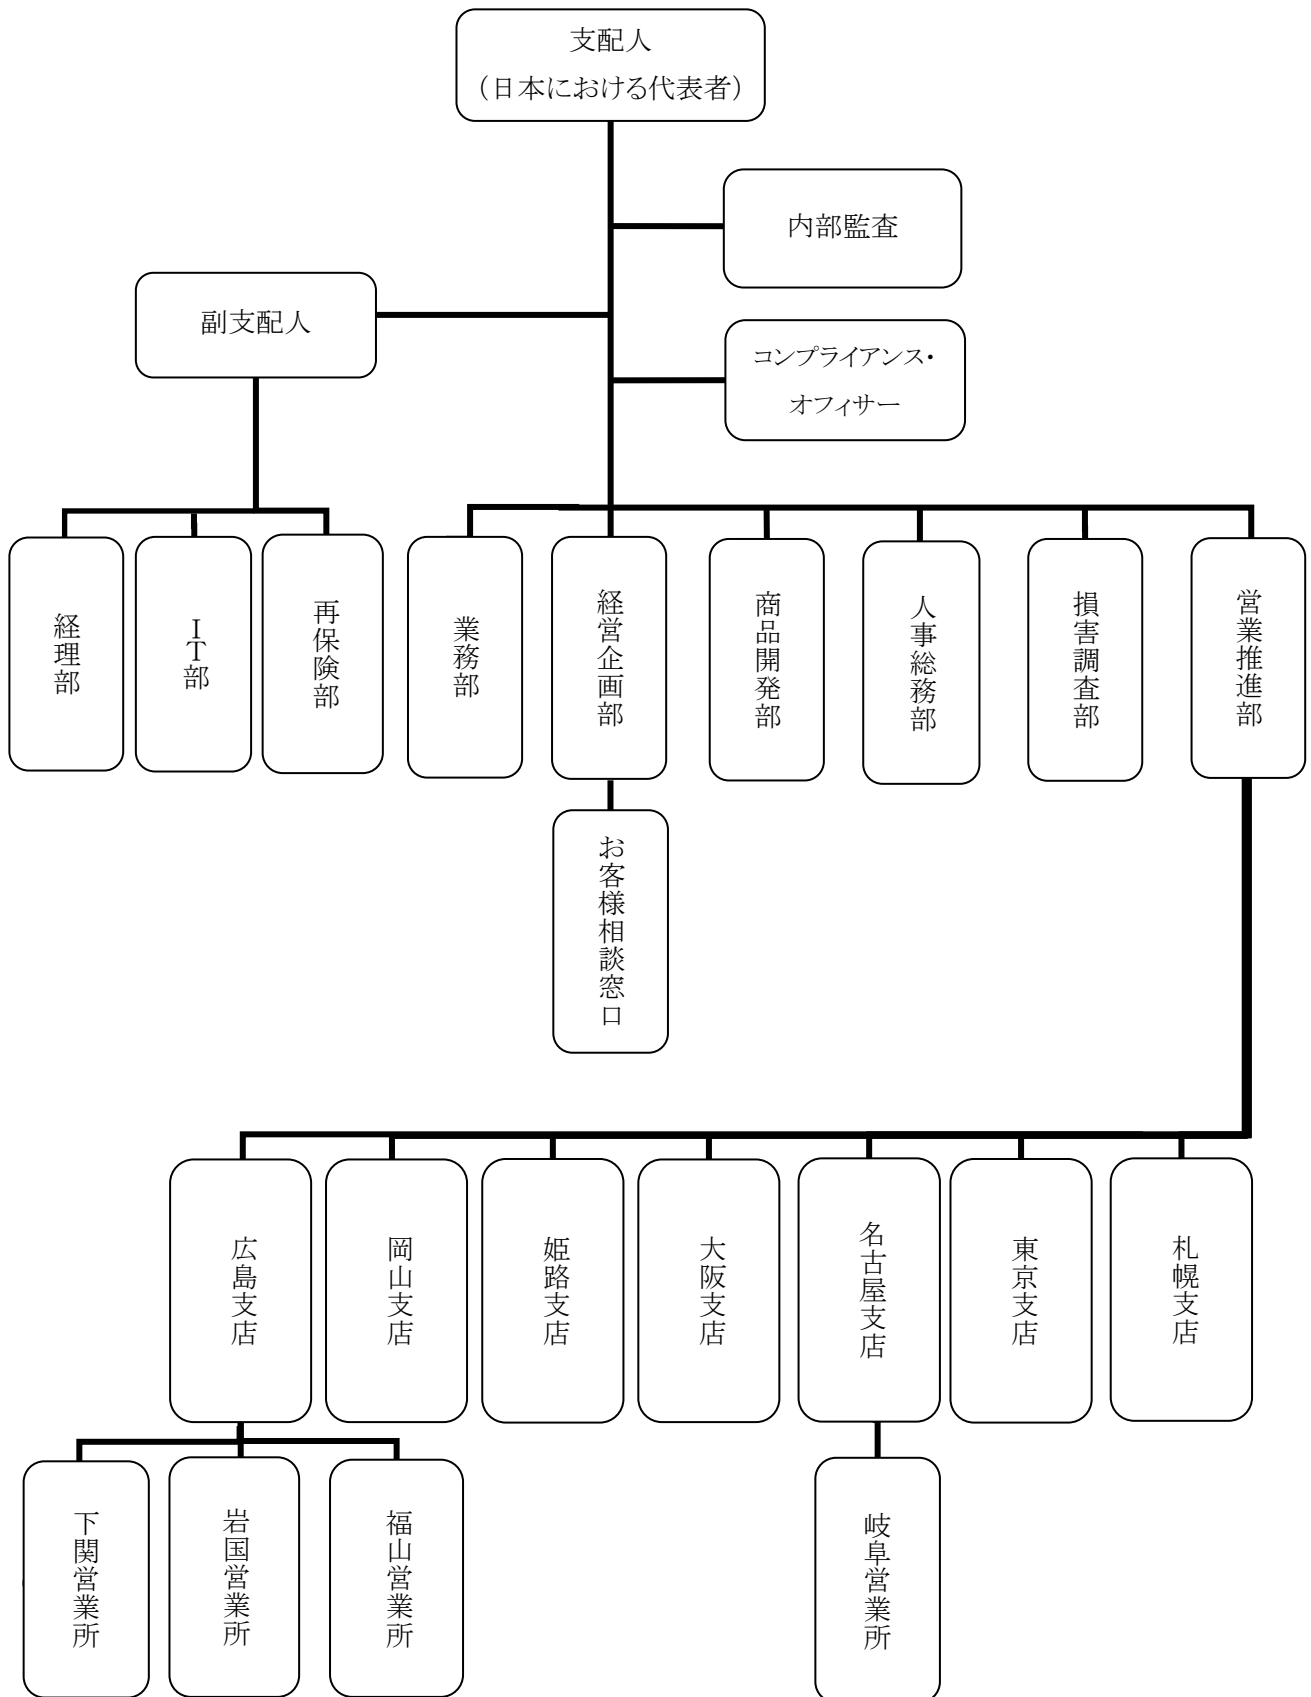 支配人
（日本における代表者）
内部監査
副支配人
コンプライアンス・
オフィサー
経理部
IT部
再保険部
業務部
経営企画部
商品開発部
人事総務部
損害調査部
営業推進部
お客様相談窓口
広島支店
岡山支店
姫路支店
大阪支店
名古屋支店
東京支店
札幌支店
下関営業所
岩国営業所
福山営業所
岐阜営業所